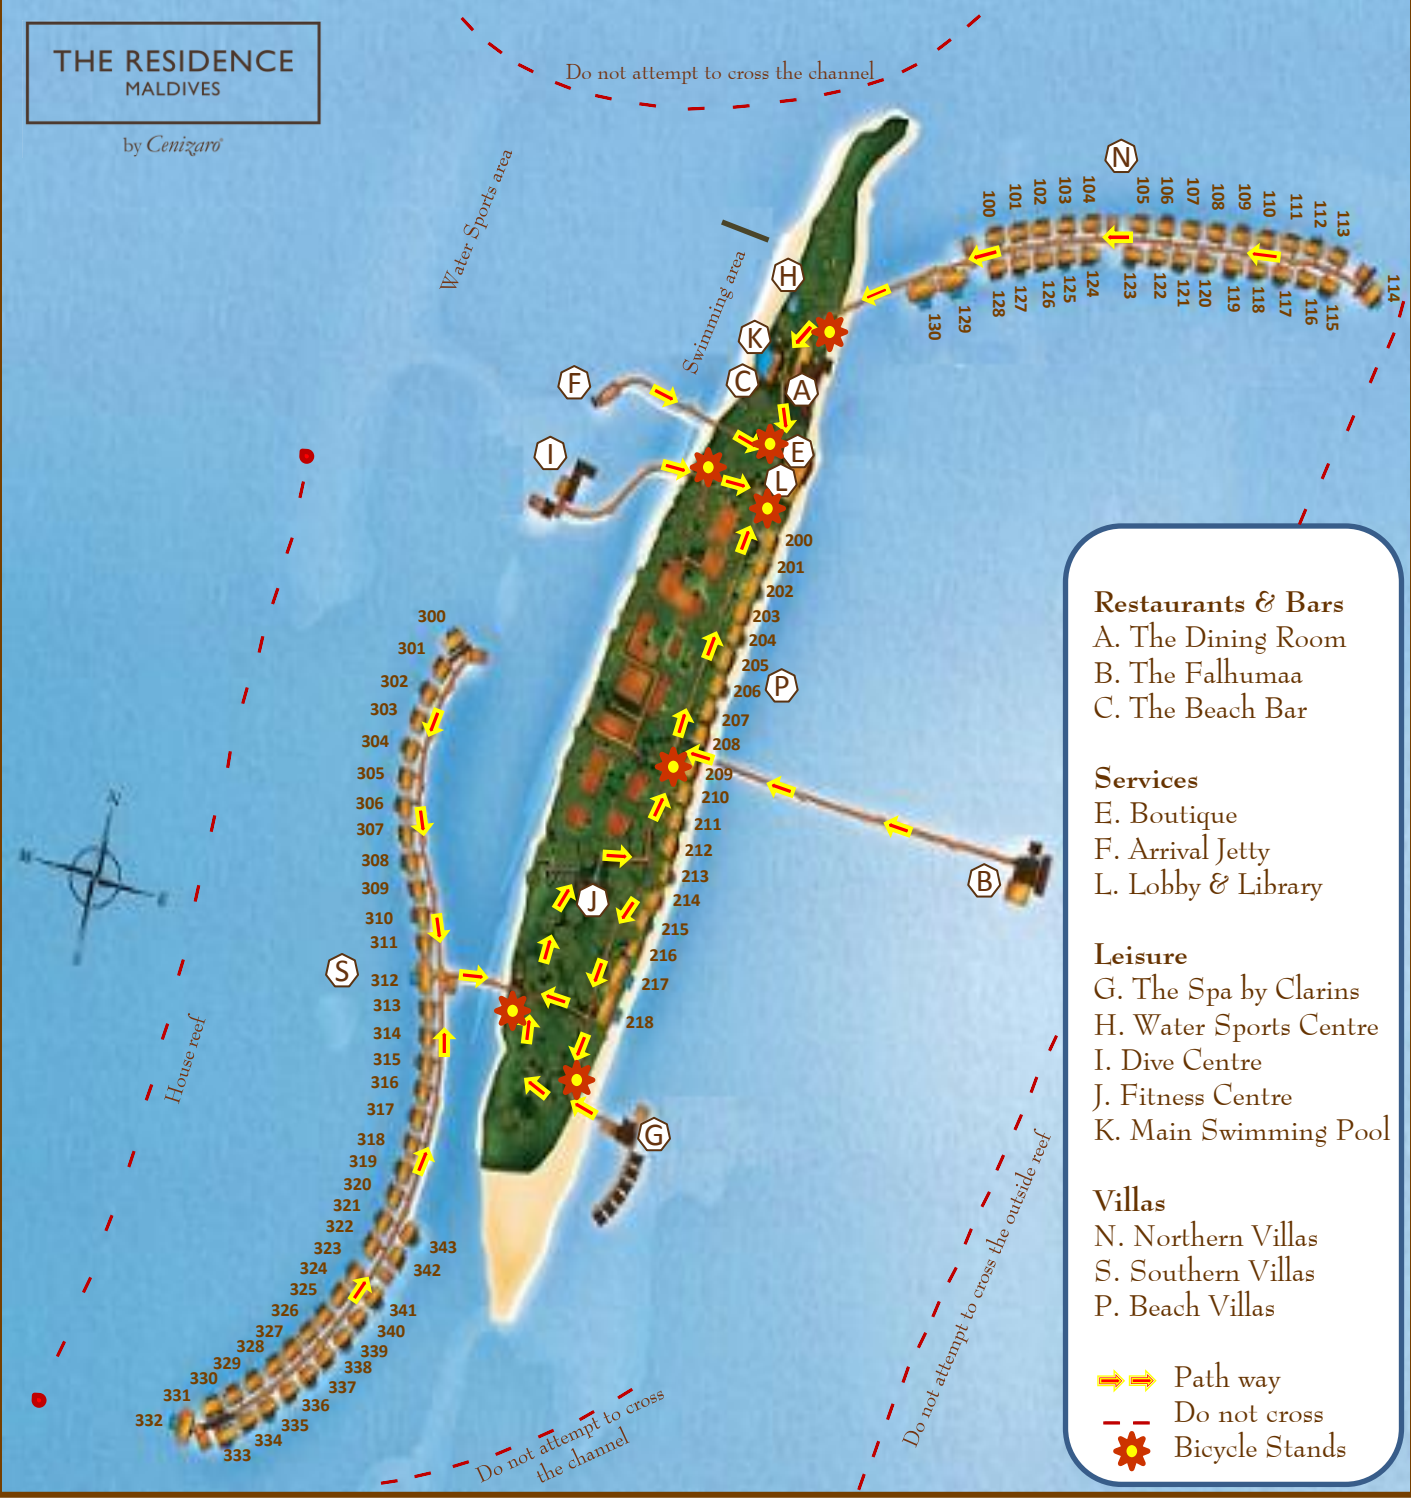 THE RESIDENCE
MALDIVES
by Cenizaro
Do not attempt to cross the channel
Water Sports area
Swimming area
N
100
101
102
103
104
105
106
107
108
109
110
111
112
113
114
115
116
117
118
119
120
121
122
123
124
125
126
127
128
129
130
H
K
C
A
F
E
I
L
200
201
202
203
204
205
206
P
207
208
209
210
211
212
213
214
215
216
217
218
B
J
G
300
301
302
303
304
305
306
307
308
309
310
311
S
312
313
314
315
316
317
318
319
320
321
322
323
324
325
326
327
328
329
330
331
332
333
334
335
336
337
338
339
340
341
342
343
N
House reef
Do not attempt to cross
the channel
Do not attempt to cross the outside reef
Restaurants & Bars
A. The Dining Room
B. The Falhumaa
C. The Beach Bar
Services
E. Boutique
F. Arrival Jetty
L. Lobby & Library
Leisure
G. The Spa by Clarins
H. Water Sports Centre
I. Dive Centre
J. Fitness Centre
K. Main Swimming Pool
Villas
N. Northern Villas
S. Southern Villas
P. Beach Villas
Path way
Do not cross
Bicycle Stands